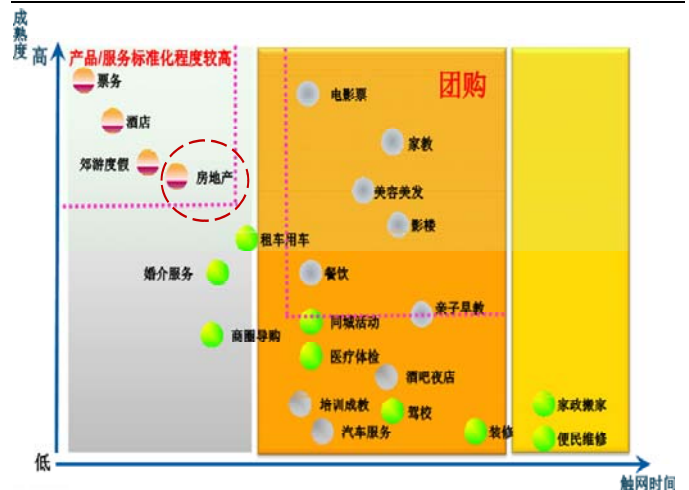 成熟度
高
产品/服务标准化程度较高
团购
票务
电影票
酒店
家教
郊游度假
房地产
美容美发
影楼
租车用车
婚介服务
餐饮
亲子早教
商圈导购
同城活动
医疗体检
酒吧夜店
培训成教
驾校
家政搬家
汽车服务
装修
便民维修
低
触网时间